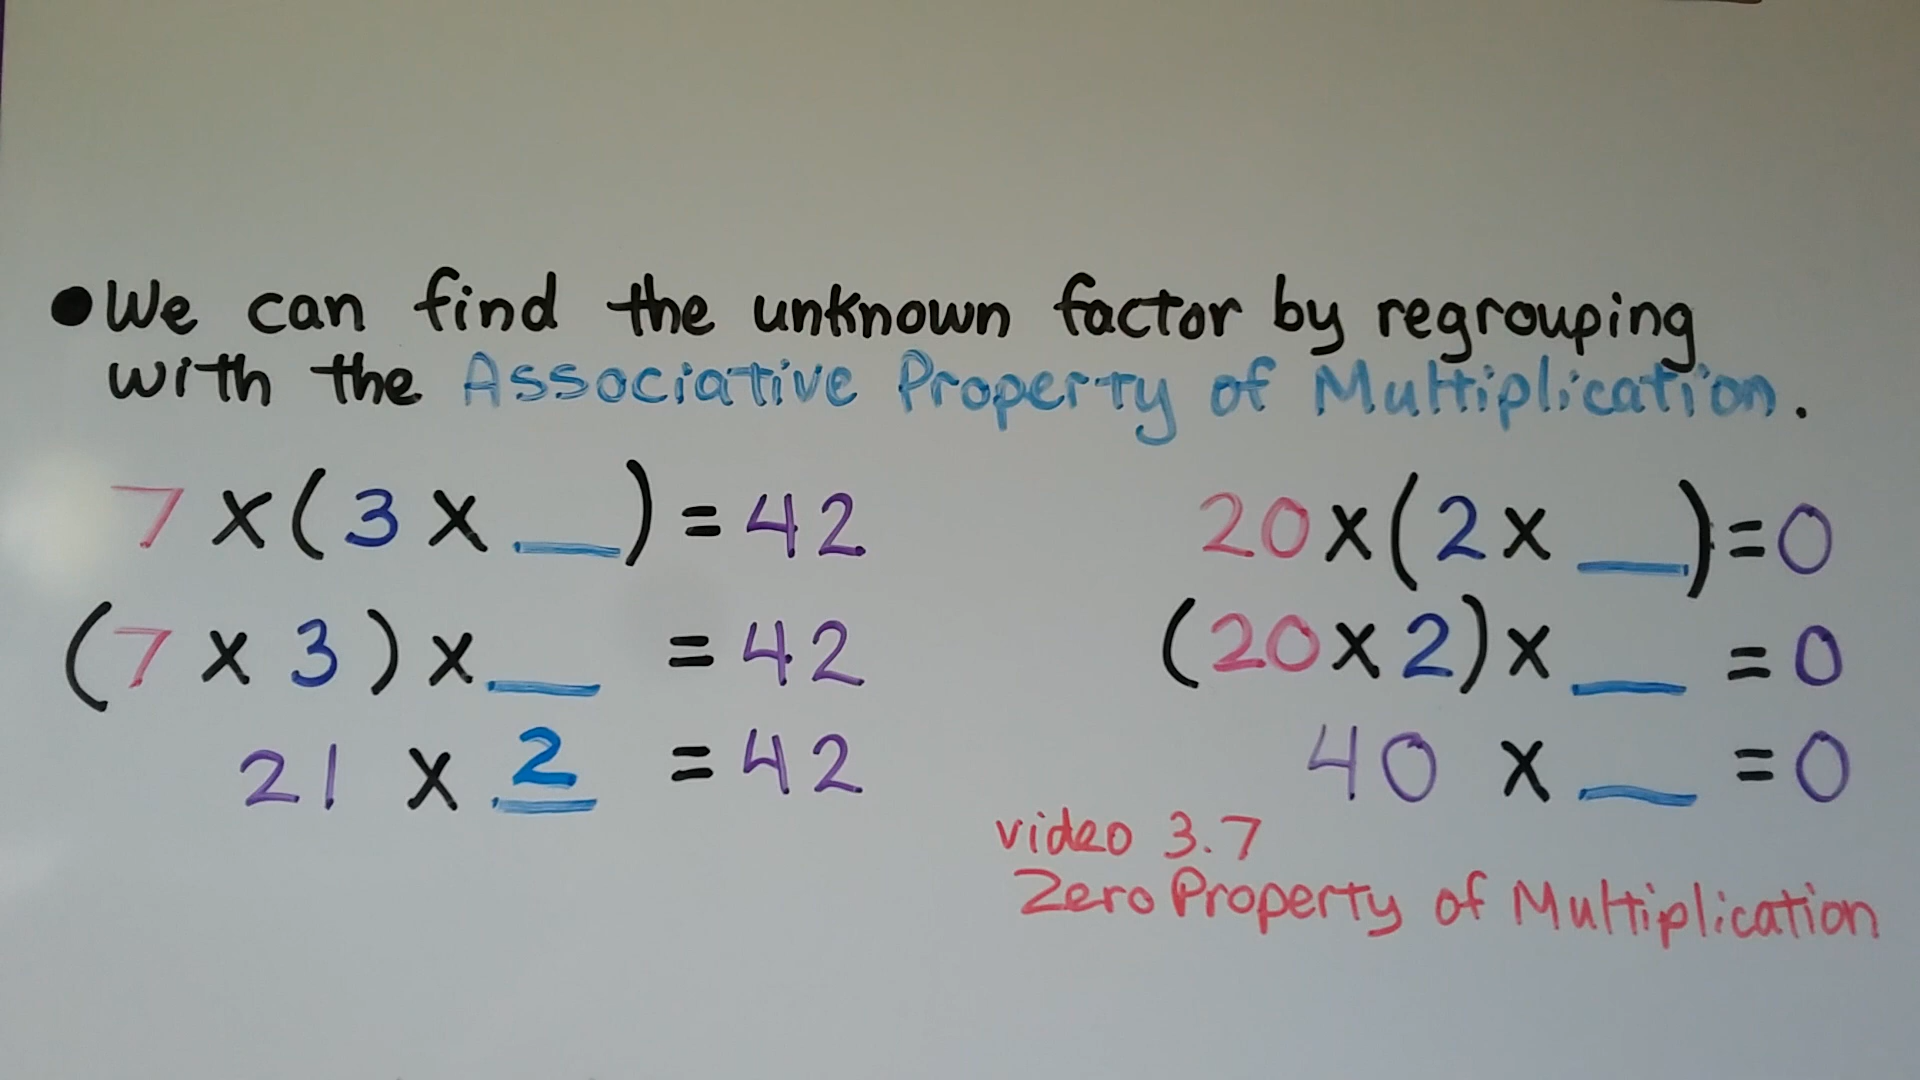 •We can find the unknown factor by regrouping
with the Associative Property of Multiplication.
7 x (3 x __) = 42
(7 x 3) x __ = 42
21 x 2 = 42
20 x (2 x __) = 0
(20 x 2) x __ = 0
40 x __ = 0
video 3.7
Zero Property of Multiplication